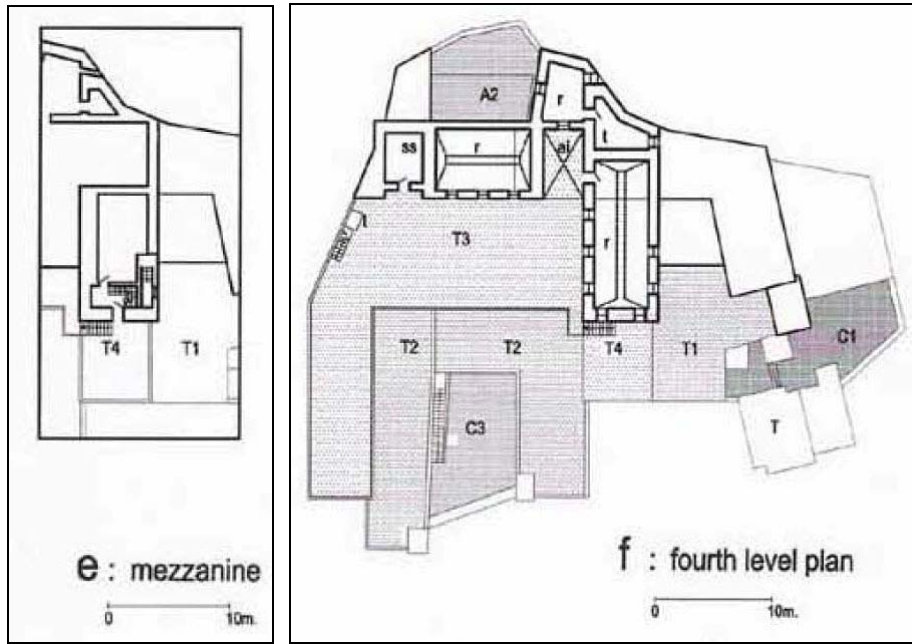 T4
T1
e : mezzanine
0 10m.
A2
r
t
ss
r
ai
t
T3
r
T2
T2
T4
T1
C1
C3
T
f : fourth level plan
0 10m.